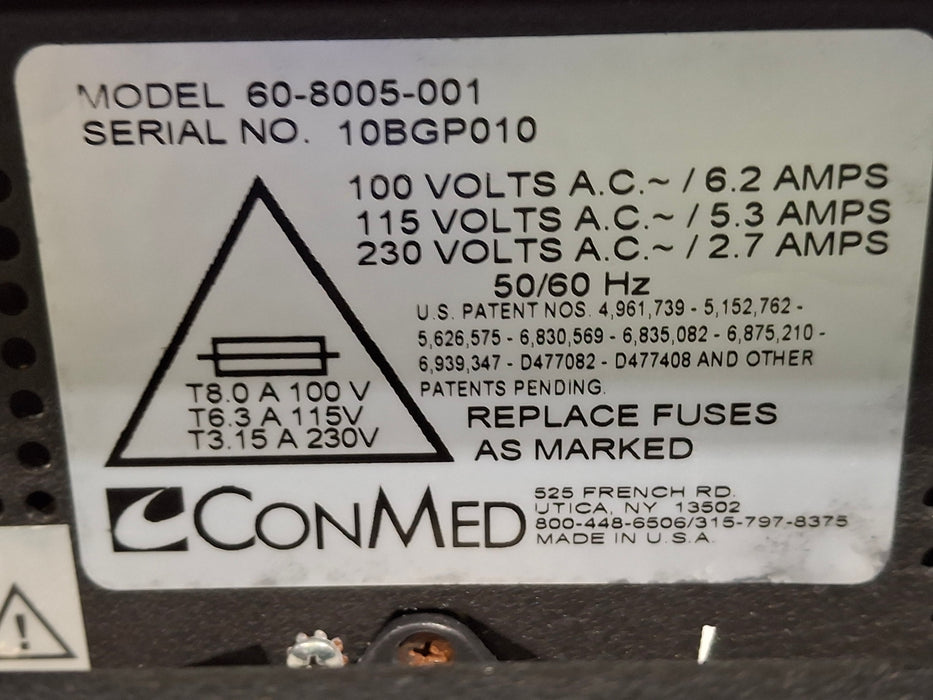 MODEL 60-8005-001
SERIAL NO. 10BGP010
100 VOLTS A.C.~ / 6.2 AMPS
115 VOLTS A.C.~ / 5.3 AMPS
230 VOLTS A.C.~ / 2.7 AMPS
50/60 Hz
U.S. PATENT NOS. 4,961,739 - 5,152,762 -
5,626,575 - 6,830,569 - 6,835,082 - 6,875,210 -
6,939,347 - D477082 - D477408 AND OTHER
PATENTS PENDING.
T8.0 A 100 V
T6.3 A 115V
T3.15 A 230V
REPLACE FUSES
AS MARKED
CONMED
525 FRENCH RD.
UTICA, NY 13502
800-448-6506/315-797-8375
MADE IN U.S.A.
!